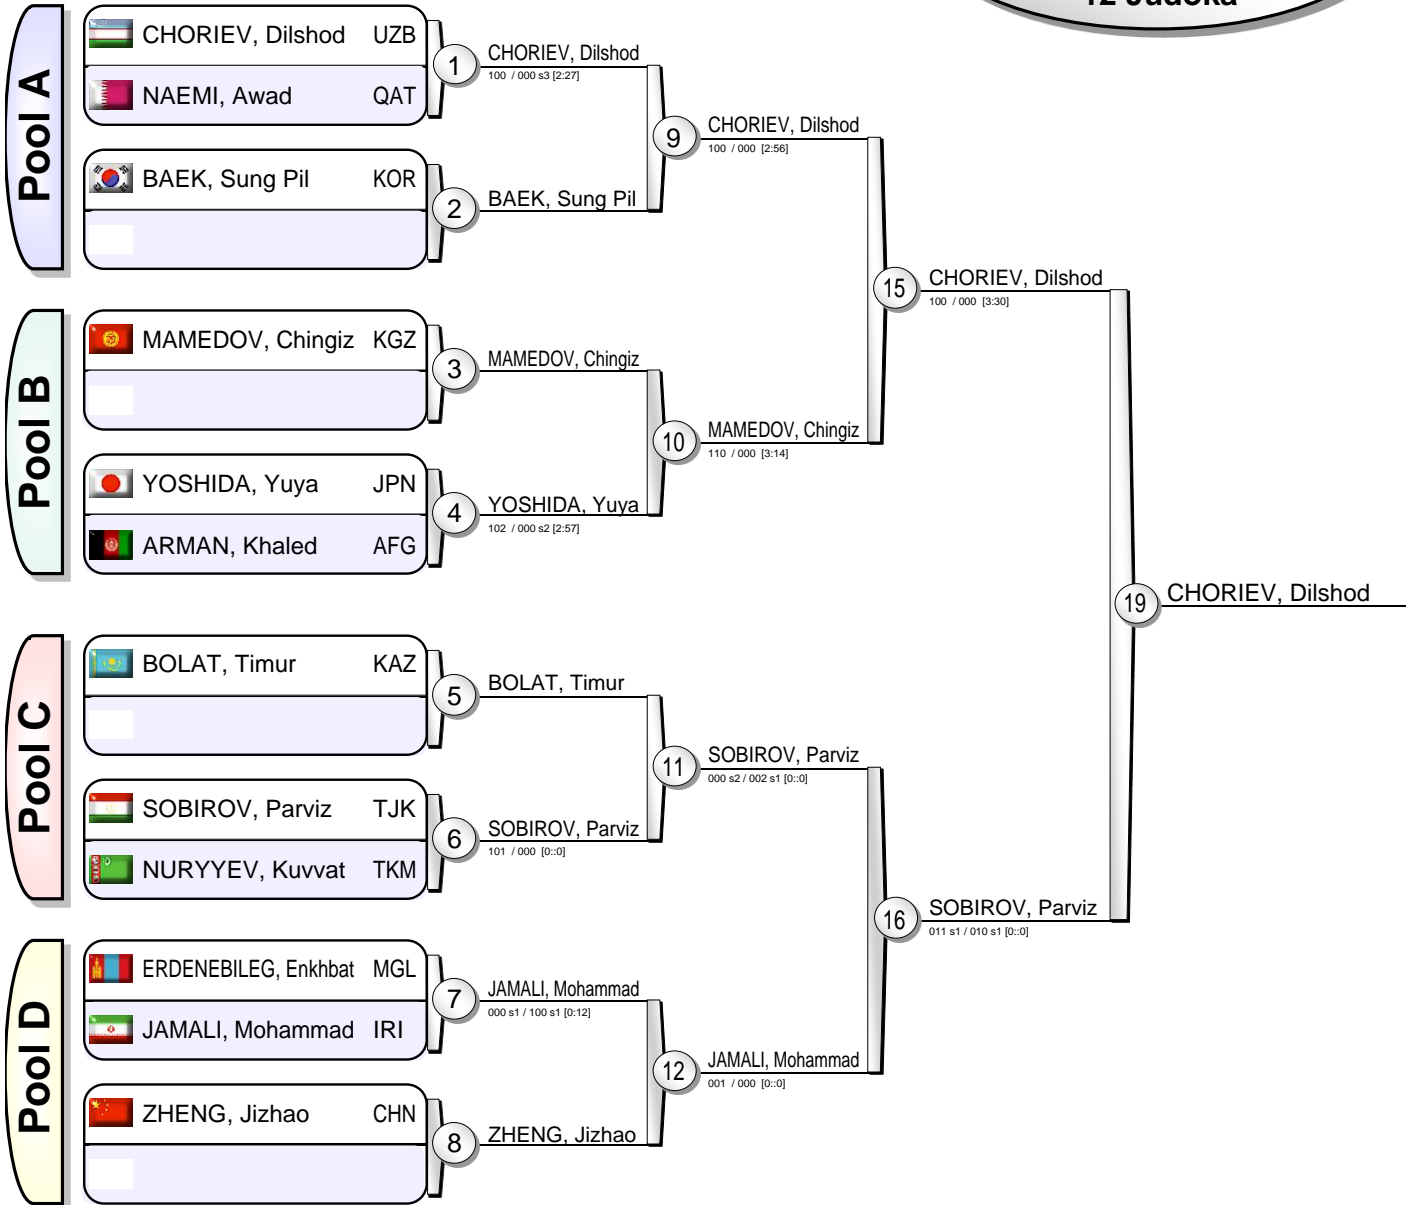 12 Judoka
Pool A
CHORIEV, Dilshod UZB
NAEMI, Awad QAT
BAEK, Sung Pil KOR
1
CHORIEV, Dilshod
100 / 000 s3 [2:27]
2
BAEK, Sung Pil
9
CHORIEV, Dilshod
100 / 000 [2:56]
Pool B
MAMEDOV, Chingiz KGZ
YOSHIDA, Yuya JPN
ARMAN, Khaled AFG
3
MAMEDOV, Chingiz
4
YOSHIDA, Yuya
102 / 000 s2 [2:57]
10
MAMEDOV, Chingiz
110 / 000 [3:14]
15
CHORIEV, Dilshod
100 / 000 [3:30]
Pool C
BOLAT, Timur KAZ
SOBIROV, Parviz TJK
NURYYEV, Kuvvat TKM
5
BOLAT, Timur
6
SOBIROV, Parviz
101 / 000 [0::0]
11
SOBIROV, Parviz
000 s2 / 002 s1 [0::0]
Pool D
ERDENEBILEG, Enkhbat MGL
JAMALI, Mohammad IRI
ZHENG, Jizhao CHN
7
JAMALI, Mohammad
000 s1 / 100 s1 [0:12]
8
ZHENG, Jizhao
12
JAMALI, Mohammad
001 / 000 [0::0]
16
SOBIROV, Parviz
011 s1 / 010 s1 [0::0]
19
CHORIEV, Dilshod